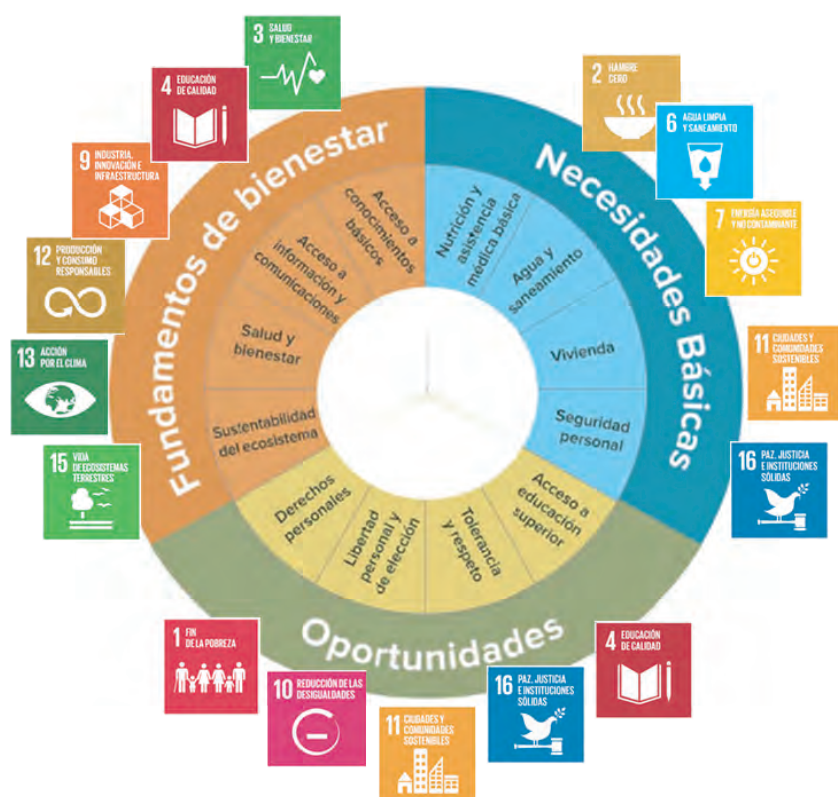 3 SALUD
Y BIENESTAR
4 EDUCACIÓN
DE CALIDAD
9 INDUSTRIA,
INNOVACIÓN E
INFRAESTRUCTURA
12 PRODUCCIÓN
Y CONSUMO
RESPONSABLES
13 ACCIÓN
POR EL CLIMA
15 VIDA
DE ECOSISTEMAS
TERRESTRES
Fundamentos de bienestar
Acceso a
conocimientos
básicos
Acceso a
información y
comunicaciones
Salud y
bienestar
Sustentabilidad
del ecosistema
2 HAMBRE
CERO
6 AGUA LIMPIA
Y SANEAMIENTO
7 ENERGÍA ASEQUIBLE
Y NO CONTAMINANTE
11 CIUDADES Y
COMUNIDADES
SOSTENIBLES
16 PAZ, JUSTICIA
E INSTITUCIONES
SÓLIDAS
Necesidades Básicas
Nutrición y
asistencia
médica básica
Agua y
saneamiento
Vivienda
Seguridad
personal
Derechos
personales
Libertad
personal y
de elección
Tolerancia
y respeto
Acceso a
educación
superior
Oportunidades
1 FIN
DE LA POBREZA
10 REDUCCIÓN DE LAS
DESIGUALDADES
11 CIUDADES Y
COMUNIDADES
SOSTENIBLES
16 PAZ, JUSTICIA
E INSTITUCIONES
SÓLIDAS
4 EDUCACIÓN
DE CALIDAD